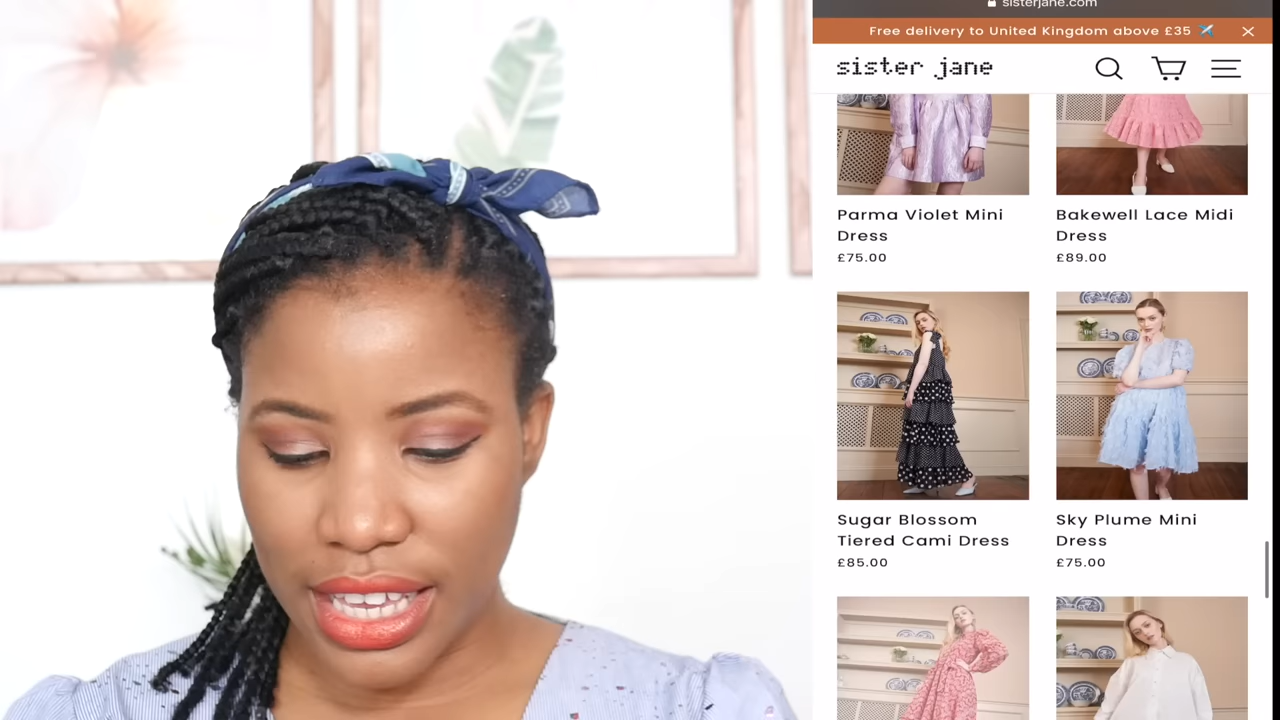 sisterjane.com
Free delivery to United Kingdom above £35
sister jane
Parma Violet Mini
Dress
£75.00
Bakewell Lace Midi
Dress
£89.00
Sugar Blossom
Tiered Cami Dress
£85.00
Sky Plume Mini
Dress
£75.00